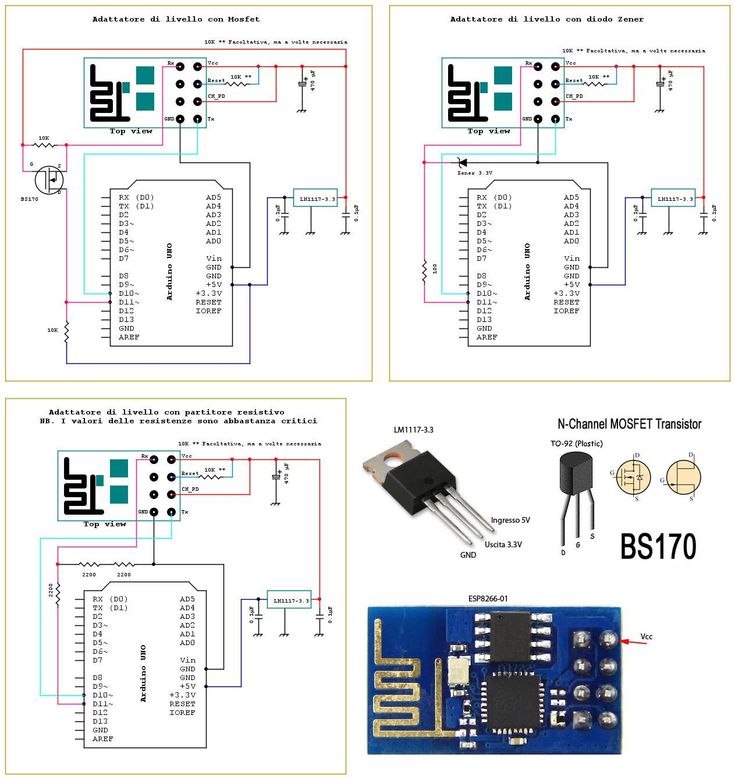 Adattatore di livello con Mosfet
10K ** Facoltativa, ma a volte necessaria
Rx
Vcc
Reset
10K **
CH_PD
GND
Tx
470 µF
Top view
10K
G
S
D
BS170
LM1117-3.3
0.1µF
0.1µF
RX (D0)
TX (D1)
D2
D3~
D4
D5~
D6~
D7
D8
D9~
D10~
D11~
D12
D13
GND
AREF
Arduino UNO
AD5
AD4
AD3
AD2
AD1
AD0
Vin
GND
GND
+5V
+3.3V
RESET
IOREF
10K
Adattatore di livello con diodo Zener
10K ** Facoltativa, ma a volte necessaria
Rx
Vcc
Reset
10K **
CH_PD
GND
Tx
470 µF
Top view
Zener 3.3V
LM1117-3.3
0.1µF
0.1µF
100
RX (D0)
TX (D1)
D2
D3~
D4
D5~
D6~
D7
D8
D9~
D10~
D11~
D12
D13
GND
AREF
Arduino UNO
AD5
AD4
AD3
AD2
AD1
AD0
Vin
GND
GND
+5V
+3.3V
RESET
IOREF
Adattatore di livello con partitore resistivo
NB. I valori delle resistenze sono abbastanza critici
10K ** Facoltativa, ma a volte necessaria
Rx
Vcc
Reset
10K **
CH_PD
GND
Tx
470 µF
Top view
2200
2200
2200
LM1117-3.3
0.1µF
0.1µF
RX (D0)
TX (D1)
D2
D3~
D4
D5~
D6~
D7
D8
D9~
D10~
D11~
D12
D13
GND
AREF
Arduino UNO
AD5
AD4
AD3
AD2
AD1
AD0
Vin
GND
GND
+5V
+3.3V
RESET
IOREF
LM1117-3.3
Ingresso 5V
Uscita 3.3V
GND
N-Channel MOSFET Transistor
TO-92 (Plastic)
D
G
S
D
G
S
D
G
S
BS170
ESP8266-01
Vcc